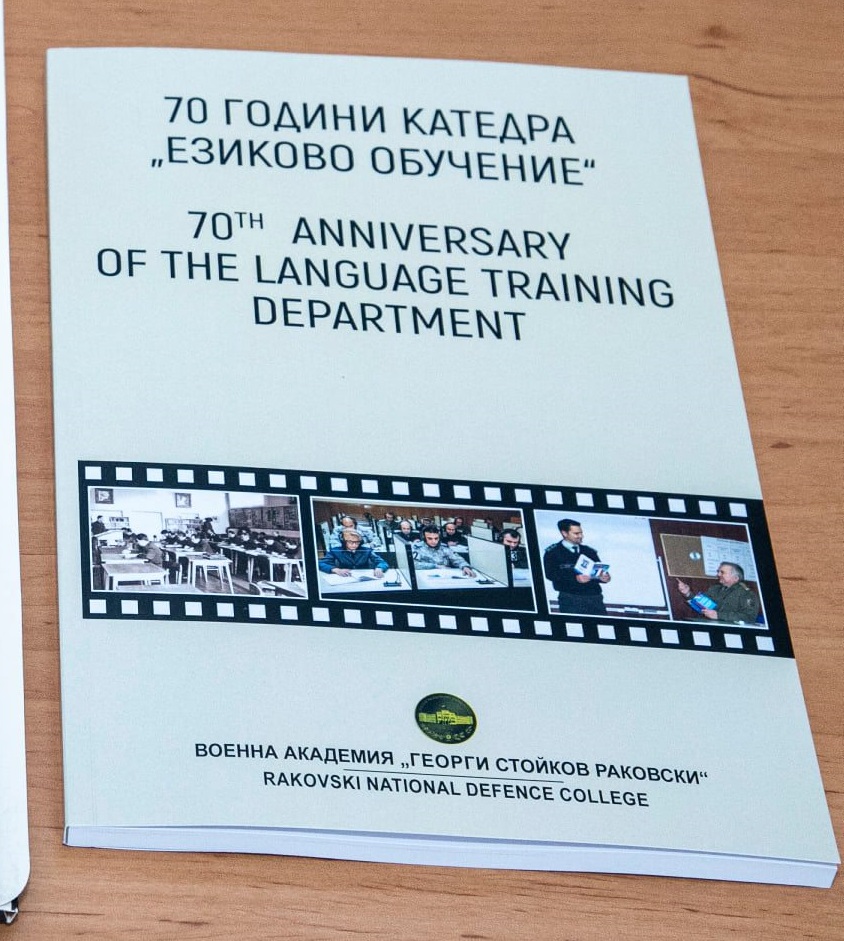 70 ГОДИНИ КАТЕДРА
„ЕЗИКОВО ОБУЧЕНИЕ“
70TH ANNIVERSARY
OF THE LANGUAGE TRAINING
DEPARTMENT
ВОЕННА АКАДЕМИЯ „ГЕОРГИ СТОЙКОВ РАКОВСКИ“
RAKOVSKI NATIONAL DEFENCE COLLEGE